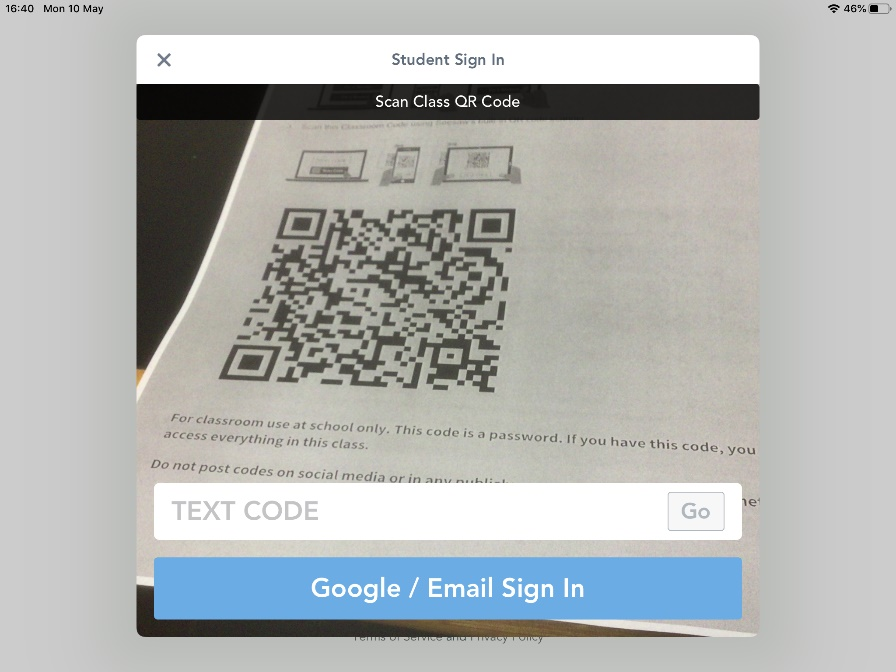 16:40 Mon 10 May
46%
Student Sign In
Scan Class QR Code
For classroom use at school only. This code is a password. If you have this code, you
access everything in this class.
Do not post codes on social media or in any
TEXT CODE
Go
Google / Email Sign In
Terms of Service and Privacy Policy